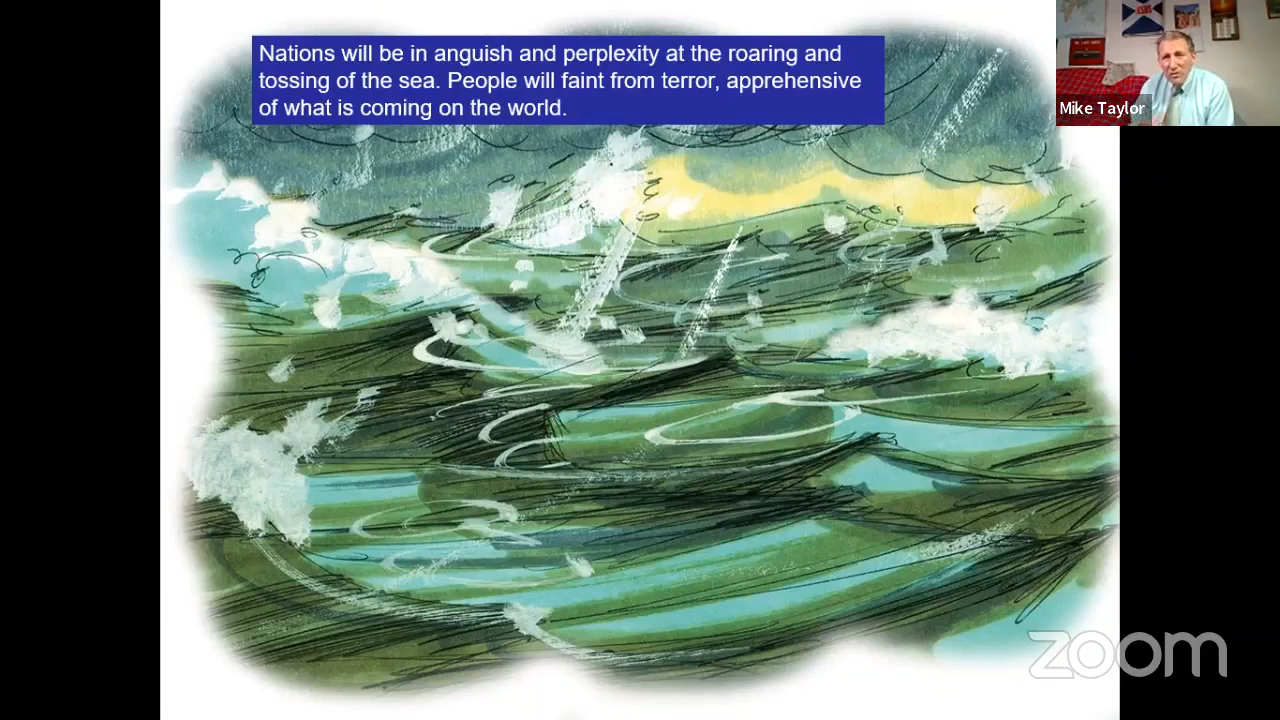 Nations will be in anguish and perplexity at the roaring and
tossing of the sea. People will faint from terror, apprehensive
of what is coming on the world.
Mike Taylor
zoom